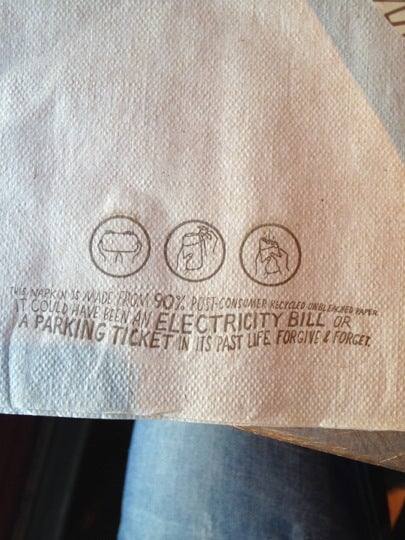 THIS NAPKIN IS MADE FROM 90% POST-CONSUMER RECYCLED UNBLEACHED PAPER.
IT COULD HAVE BEEN AN ELECTRICITY BILL OR
A PARKING TICKET IN ITS PAST LIFE. FORGIVE & FORGET.